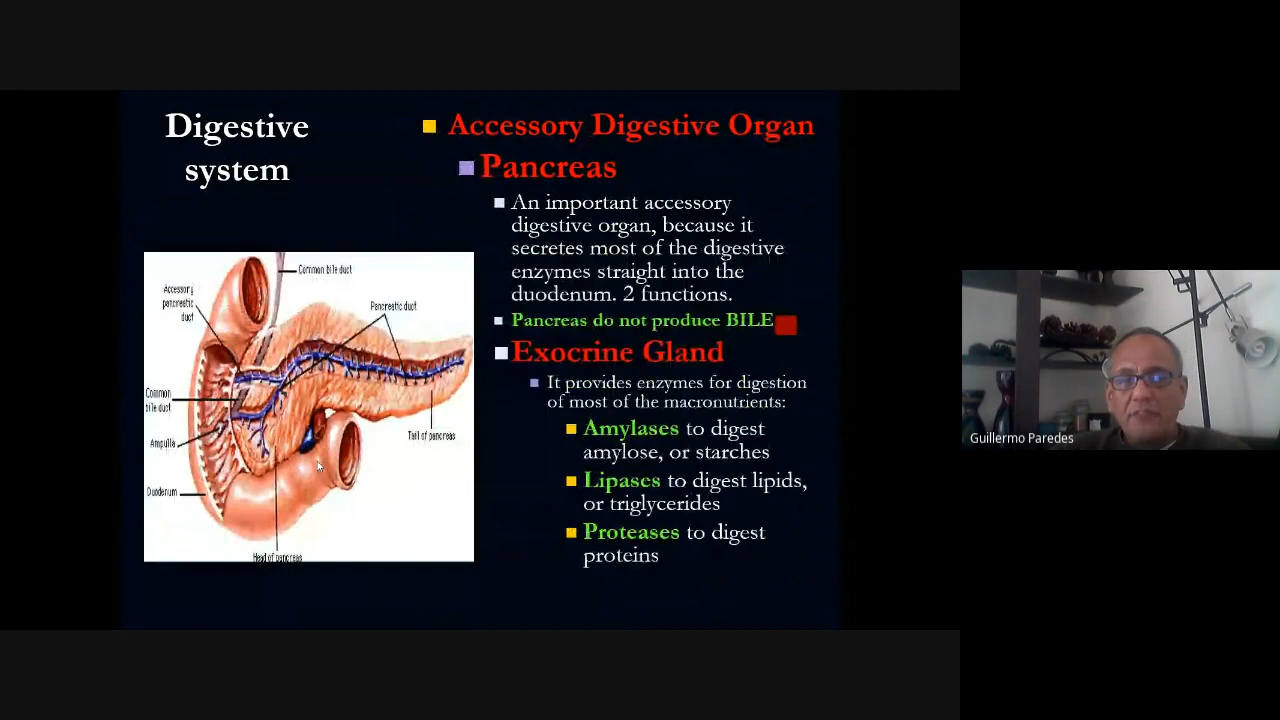 Digestive
system
Accessory Digestive Organ
Pancreas
An important accessory
digestive organ, because it
secretes most of the digestive
enzymes straight into the
duodenum. 2 functions.
Pancreas do not produce BILE
Exocrine Gland
It provides enzymes for digestion
of most of the macronutrients:
Amylases to digest
amylose, or starches
Lipases to digest lipids,
or triglycerides
Proteases to digest
proteins
Common bile duct
Accessory
pancreatic
duct
Pancreatic duct
Common
bile duct
Ampulla
Tail of pancreas
Duodenum
Head of pancreas
Guillermo Paredes